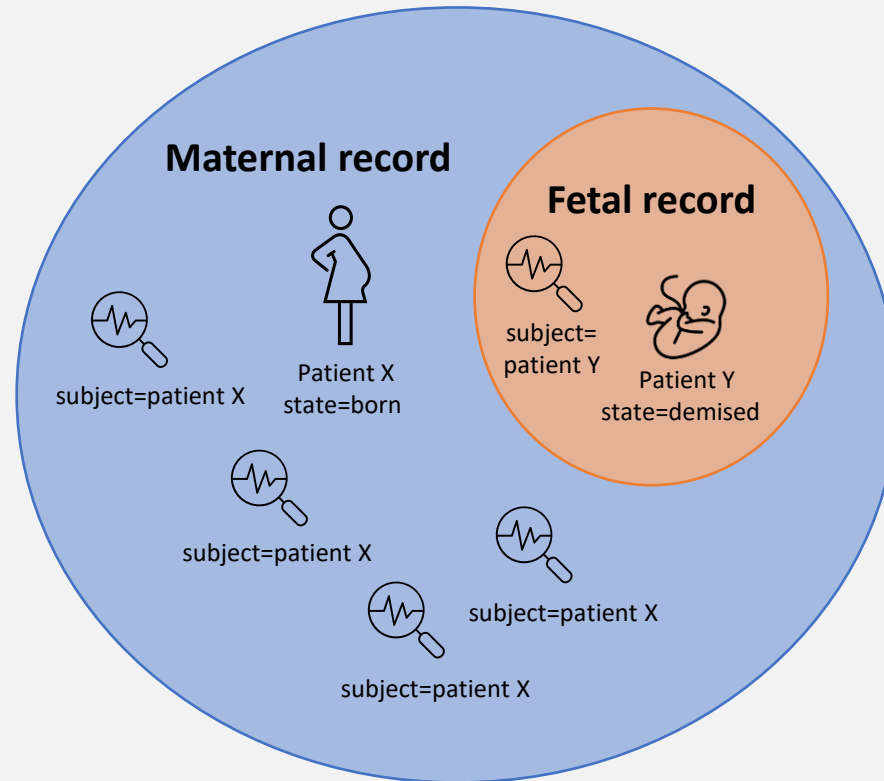 Maternal record
Fetal record
subject=
patient Y
Patient Y
state=demised
Patient X
state=born
subject=patient X
subject=patient X
subject=patient X
subject=patient X